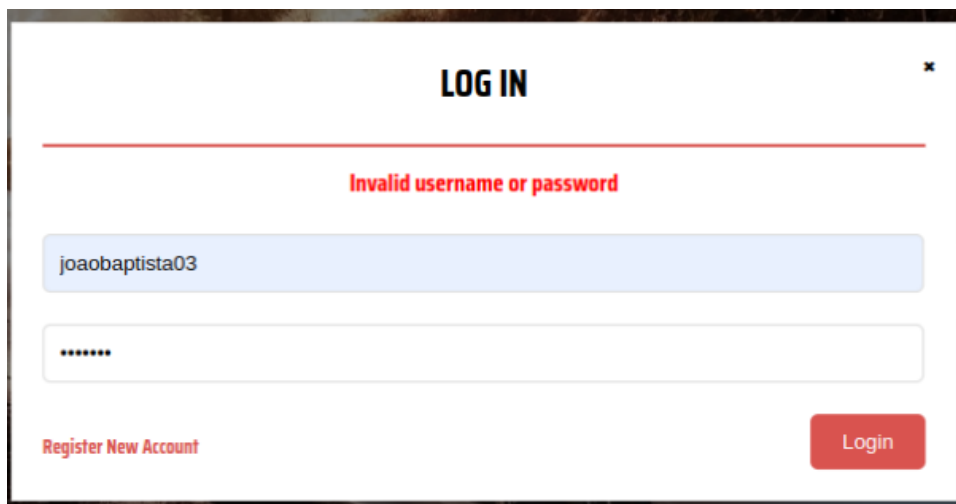 LOG IN
Invalid username or password
joaobaptista03
•••••••
Register New Account
Login